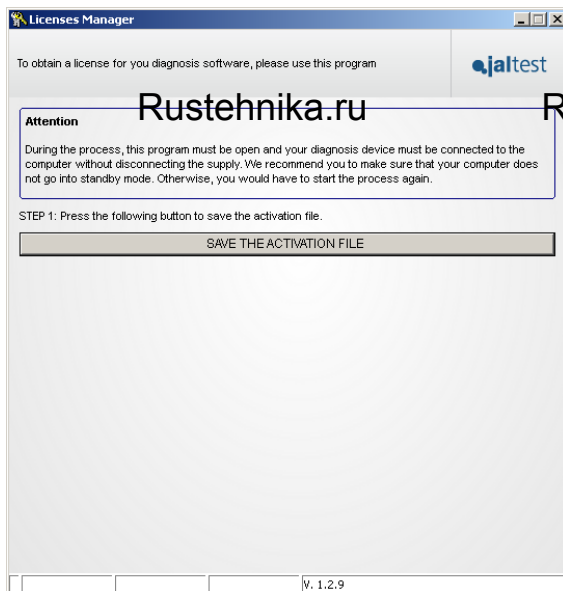 Licenses Manager
To obtain a license for you diagnosis software, please use this program
jaltest
Rustehnika.ru
R
Attention
During the process, this program must be open and your diagnosis device must be connected to the
computer without disconnecting the supply. We recommend you to make sure that your computer does
not go into standby mode. Otherwise, you would have to start the process again.
STEP 1: Press the following button to save the activation file.
SAVE THE ACTIVATION FILE
V. 1.2.9